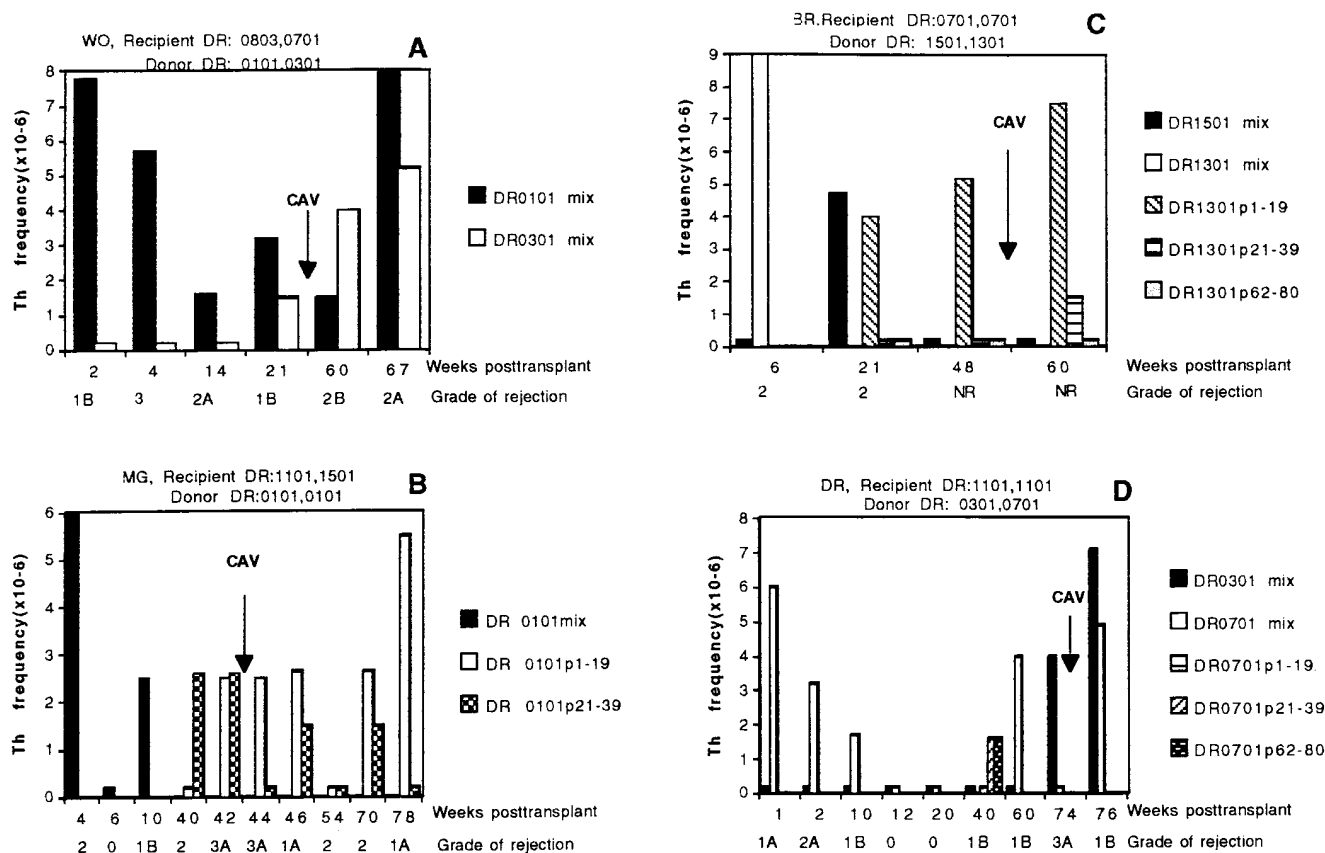 WO, Recipient DR: 0803,0701
Donor DR: 0101,0301
A
Th frequency(x10-6)
8
7
6
5
4
3
2
1
0
CAV
DR0101 mix
DR0301 mix
2 4 14 21 60 67 Weeks posttransplant
1B 3 2A 1B 2B 2A Grade of rejection
BR.Recipient DR:0701,0701
Donor DR: 1501,1301
C
Th frequency(x10-6)
9
8
7
6
5
4
3
2
1
0
CAV
DR1501 mix
DR1301 mix
DR1301p1-19
DR1301p21-39
DR1301p62-80
6 21 48 60 Weeks posttransplant
2 2 NR NR Grade of rejection
MG, Recipient DR:1101,1501
Donor DR:0101,0101
B
Th frequency(x10-6)
6
5
4
3
2
1
0
CAV
DR 0101mix
DR 0101p1-19
DR 0101p21-39
4 6 10 40 42 44 46 54 70 78 Weeks posttransplant
2 0 1B 2 3A 3A 1A 2 2 1A Grade of rejection
DR, Recipient DR:1101,1101
Donor DR: 0301,0701
D
Th frequency(x10-6)
8
7
6
5
4
3
2
1
0
CAV
DR0301 mix
DR0701 mix
DR0701p1-19
DR0701p21-39
DR0701p62-80
1 2 10 12 20 40 60 74 76 Weeks posttransplant
1A 2A 1B 0 0 1B 1B 3A 1B Grade of rejection